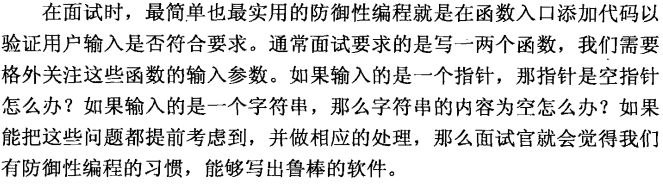 在面试时，最简单也最实用的防御性编程就是在函数入口添加代码以
验证用户输入是否符合要求。通常面试要求的是写一两个函数，我们需要
格外关注这些函数的输入参数。如果输入的是一个指针，那指针是空指针
怎么办？如果输入的是一个字符串，那么字符串的内容为空怎么办？如果
能把这些问题都提前考虑到，并做相应的处理，那么面试官就会觉得我们
有防御性编程的习惯，能够写出鲁棒的软件。